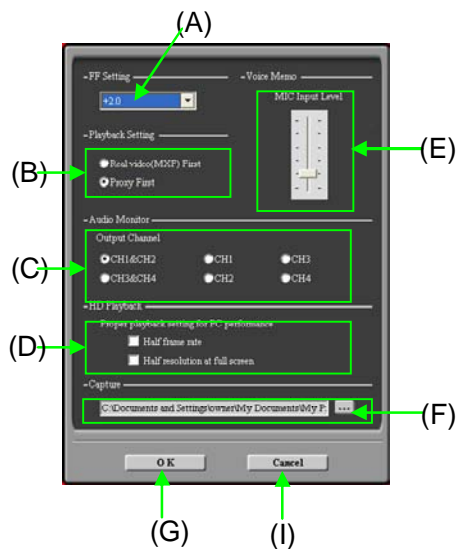 (A)
FF Setting
Voice Memo
+2.0
MIC Input Level
(E)
Playback Setting
(B)
Real video(MXF) First
Proxy First
Audio Monitor
Output Channel
(C)
CH1&CH2
CH1
CH3
CH3&CH4
CH2
CH4
HD Playback
Proper playback setting for PC performance
(D)
Half frame rate
Half resolution at full screen
Capture
C:\Documents and Settings\owner\My Documents\My P:
...
(F)
OK
Cancel
(G)
(I)